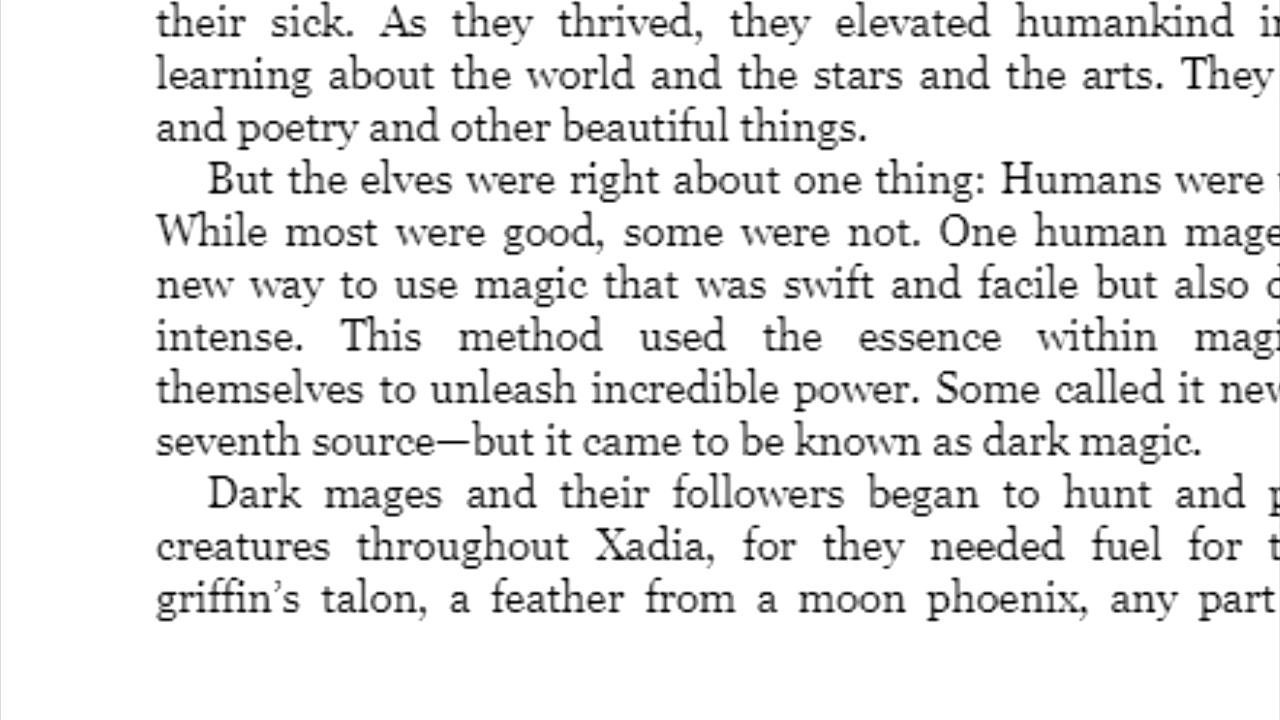 their sick. As they thrived, they elevated humankind
learning about the world and the stars and the arts. They
and poetry and other beautiful things.
But the elves were right about one thing: Humans were
While most were good, some were not. One human mage
new way to use magic that was swift and facile but also
intense. This method used the essence within magi
themselves to unleash incredible power. Some called it new
seventh source—but it came to be known as dark magic.
Dark mages and their followers began to hunt and
creatures throughout Xadia, for they needed fuel for
griffin’s talon, a feather from a moon phoenix, any part